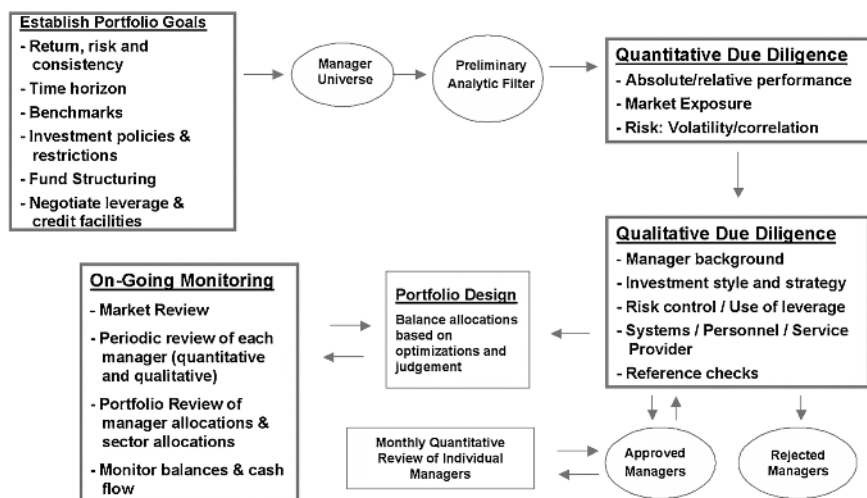 Establish Portfolio Goals
- Return, risk and
consistency
- Time horizon
- Benchmarks
- Investment policies &
restrictions
- Fund Structuring
- Negotiate leverage &
credit facilities
Manager
Universe
Preliminary
Analytic Filter
Quantitative Due Diligence
- Absolute/relative performance
- Market Exposure
- Risk: Volatility/correlation
Qualitative Due Diligence
- Manager background
- Investment style and strategy
- Risk control / Use of leverage
- Systems / Personnel / Service
Provider
- Reference checks
On-Going Monitoring
- Market Review
- Periodic review of each
manager (quantitative
and qualitative)
- Portfolio Review of
manager allocations &
sector allocations
- Monitor balances & cash
flow
Portfolio Design
Balance allocations
based on
optimizations and
judgement
Monthly Quantitative
Review of Individual
Managers
Approved
Managers
Rejected
Managers